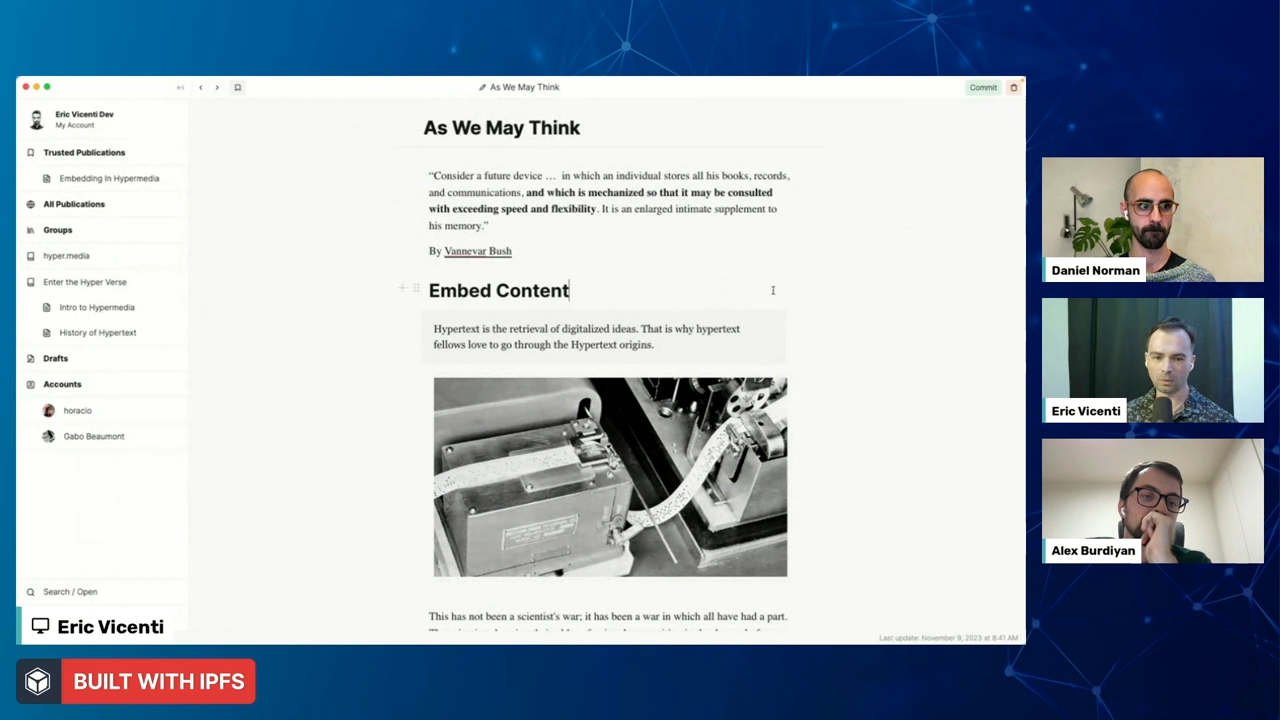 As We May Think
Commit
Eric Vicenti Dev
My Account
Trusted Publications
Embedding In Hypermedia
All Publications
Groups
hyper.media
Enter the Hyper Verse
Intro to Hypermedia
History of Hypertext
Drafts
Accounts
horacio
Gabo Beaumont
Search / Open
Eric Vicenti
BUILT WITH IPFS
As We May Think
“Consider a future device … in which an individual stores all his books, records,
and communications, and which is mechanized so that it may be consulted
with exceeding speed and flexibility. It is an enlarged intimate supplement to
his memory.”
By Vannevar Bush
Embed Content
Hypertext is the retrieval of digitalized ideas. That is why hypertext
fellows love to go through the Hypertext origins.
This has not been a scientist's war; it has been a war in which all have had a part.
Last update: November 9, 2023 at 8:41 AM
Daniel Norman
Eric Vicenti
Alex Burdiyan